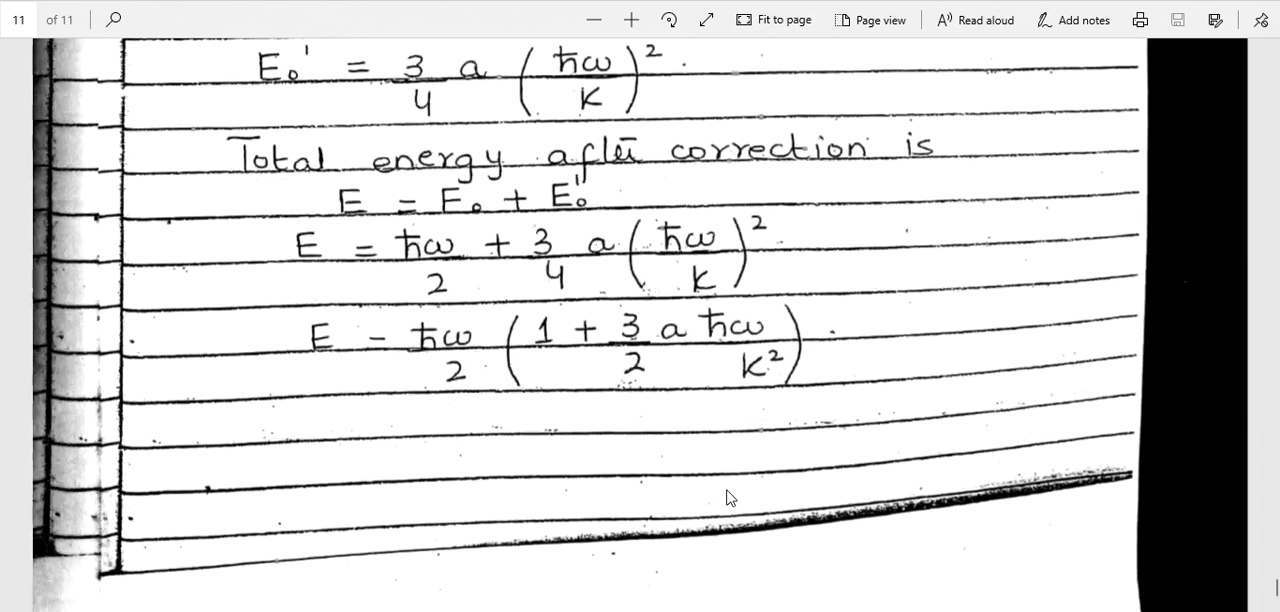 11 of 11 Fit to page Page view Read aloud Add notes
E₀' = 3/4 a (ħω/K)².
Total energy after correction is
E = E₀ + E₀'
E = ħω/2 + 3/4 a (ħω/K)²
E - ħω/2 (1 + 3/2 a ħω/K²).